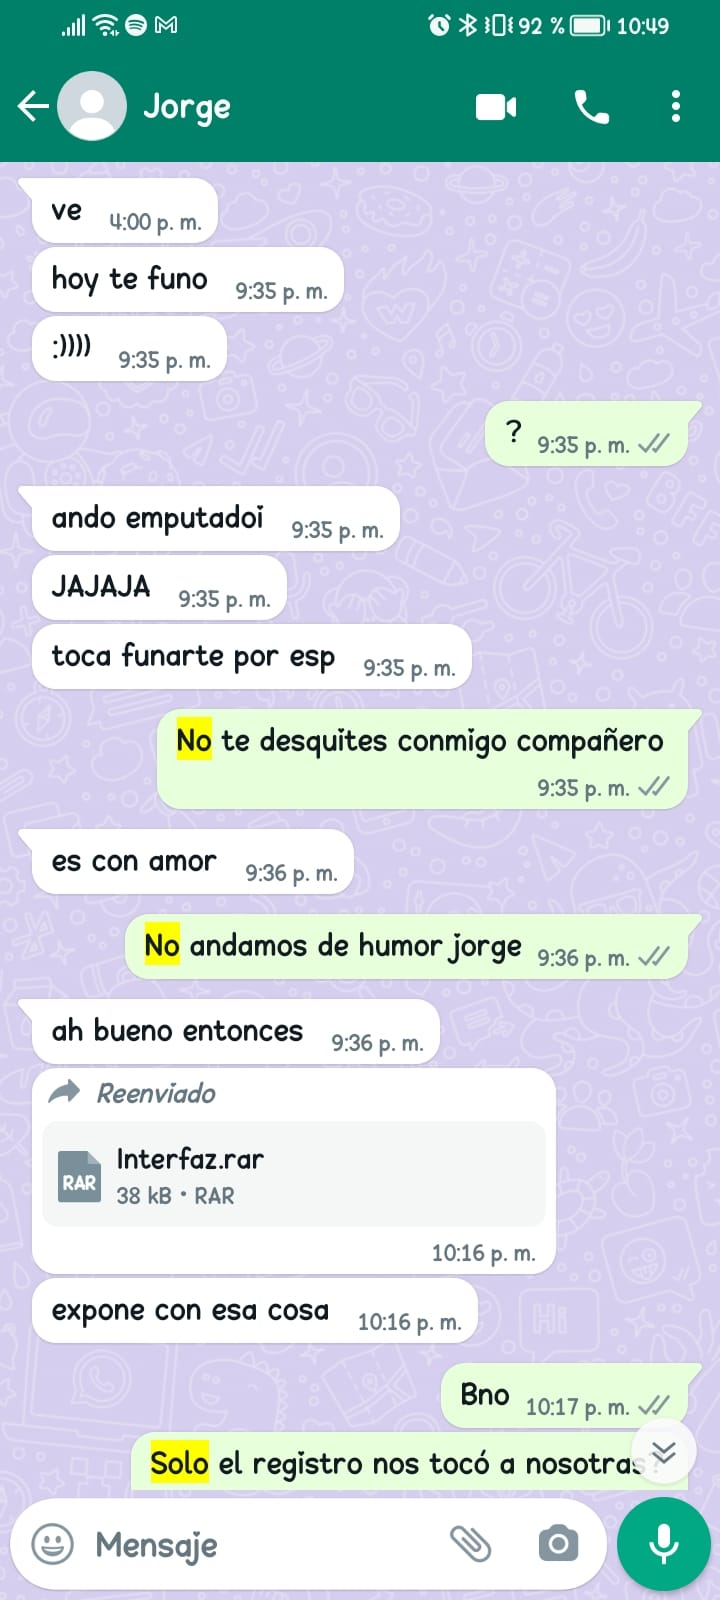 92 % 10:49
Jorge
ve 4:00 p. m.
hoy te funo 9:35 p. m.
:)))) 9:35 p. m.
? 9:35 p. m.
ando emputadoi 9:35 p. m.
JAJAJA 9:35 p. m.
toca funarte por esp 9:35 p. m.
No te desquites conmigo compañero
9:35 p. m.
es con amor 9:36 p. m.
No andamos de humor jorge 9:36 p. m.
ah bueno entonces 9:36 p. m.
Reenviado
Interfaz.rar
RAR
38 kB • RAR
10:16 p. m.
expone con esa cosa 10:16 p. m.
Bno 10:17 p. m.
Solo el registro nos tocó a nosotras
Mensaje